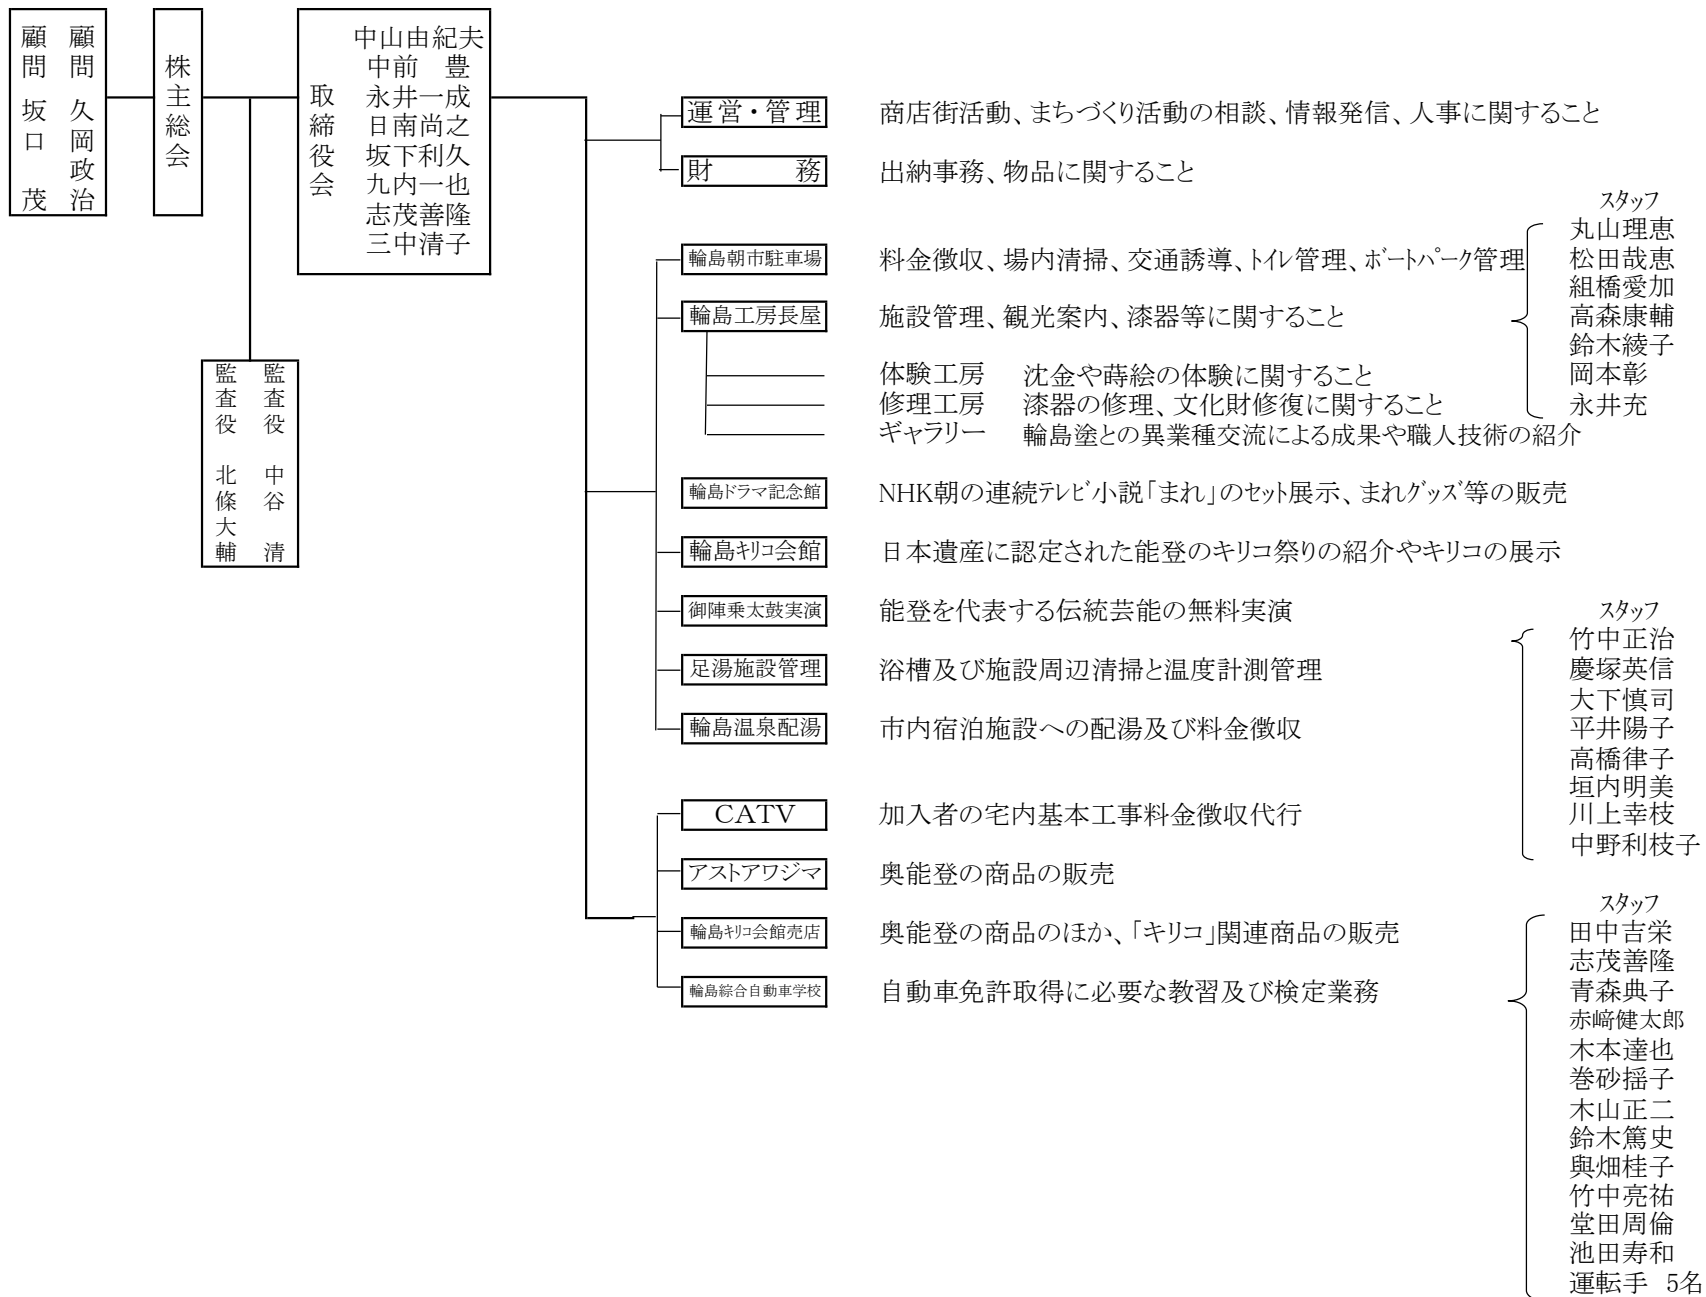 顧問 久岡政治
顧問 坂口 茂
株主総会
取締役会
中山由紀夫
中前 豊
永井一成
日南尚之
坂下利久
九内一也
志茂善隆
三中清子
監査役 中谷 清
監査役 北條大輔
運営・管理 商店街活動、まちづくり活動の相談、情報発信、人事に関すること
財 務 出納事務、物品に関すること
輪島朝市駐車場 料金徴収、場内清掃、交通誘導、トイレ管理、ボートパーク管理
輪島工房長屋 施設管理、観光案内、漆器等に関すること
体験工房 沈金や蒔絵の体験に関すること
修理工房 漆器の修理、文化財修復に関すること
ギャラリー 輪島塗との異業種交流による成果や職人技術の紹介
スタッフ
丸山理恵
松田哉恵
組橋愛加
高森康輔
鈴木綾子
岡本彰
永井充
輪島ドラマ記念館 NHK朝の連続テレビ小説「まれ」のセット展示、まれグッズ等の販売
輪島キリコ会館 日本遺産に認定された能登のキリコ祭りの紹介やキリコの展示
御陣乗太鼓実演 能登を代表する伝統芸能の無料実演
足湯施設管理 浴槽及び施設周辺清掃と温度計測管理
輪島温泉配湯 市内宿泊施設への配湯及び料金徴収
スタッフ
竹中正治
慶塚英信
大下慎司
平井陽子
高橋律子
垣内明美
川上幸枝
中野利枝子
CATV 加入者の宅内基本工事料金徴収代行
アストアワジマ 奥能登の商品の販売
輪島キリコ会館売店 奥能登の商品のほか、「キリコ」関連商品の販売
輪島綜合自動車学校 自動車免許取得に必要な教習及び検定業務
スタッフ
田中吉栄
志茂善隆
青森典子
赤﨑健太郎
木本達也
巻砂揺子
木山正二
鈴木篤史
與畑桂子
竹中亮祐
堂田周倫
池田寿和
運転手 5名